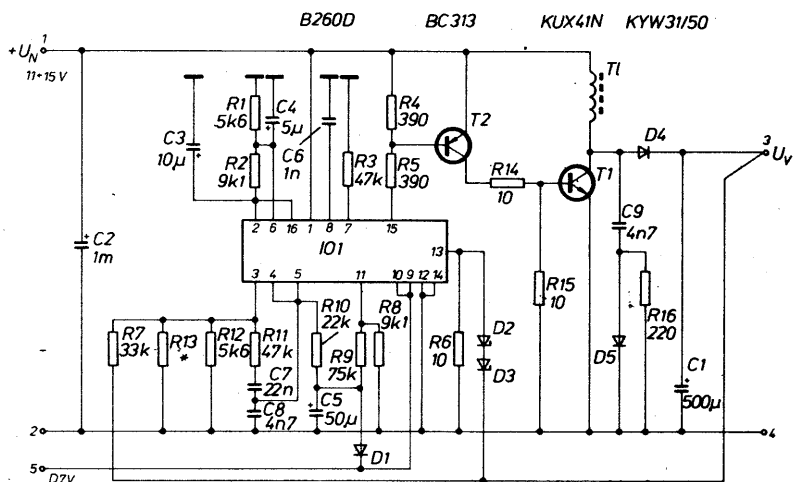 B260D BC313 KUX41N KYW31/50
1
+U_N
11÷15 V
R1
5k6
C4
5µ
R4
390
T2
Tl
C3
10µ
R2
9k1
C6
1n
R3
47k
R5
390
R14
10
T1
D4
3
U_V
2 6 16 1 8 7 15
IO1
13
3 4 5 11 10 9 12 14
C2
1m
C9
4n7
R7
33k
R13
*
R12
5k6
R11
47k
R10
22k
R9
75k
R8
9k1
R6
10
D2
D3
R15
10
R16
220
D5
C1
500µ
C7
22n
C8
4n7
C5
50µ
D1
2
4
5
DZV